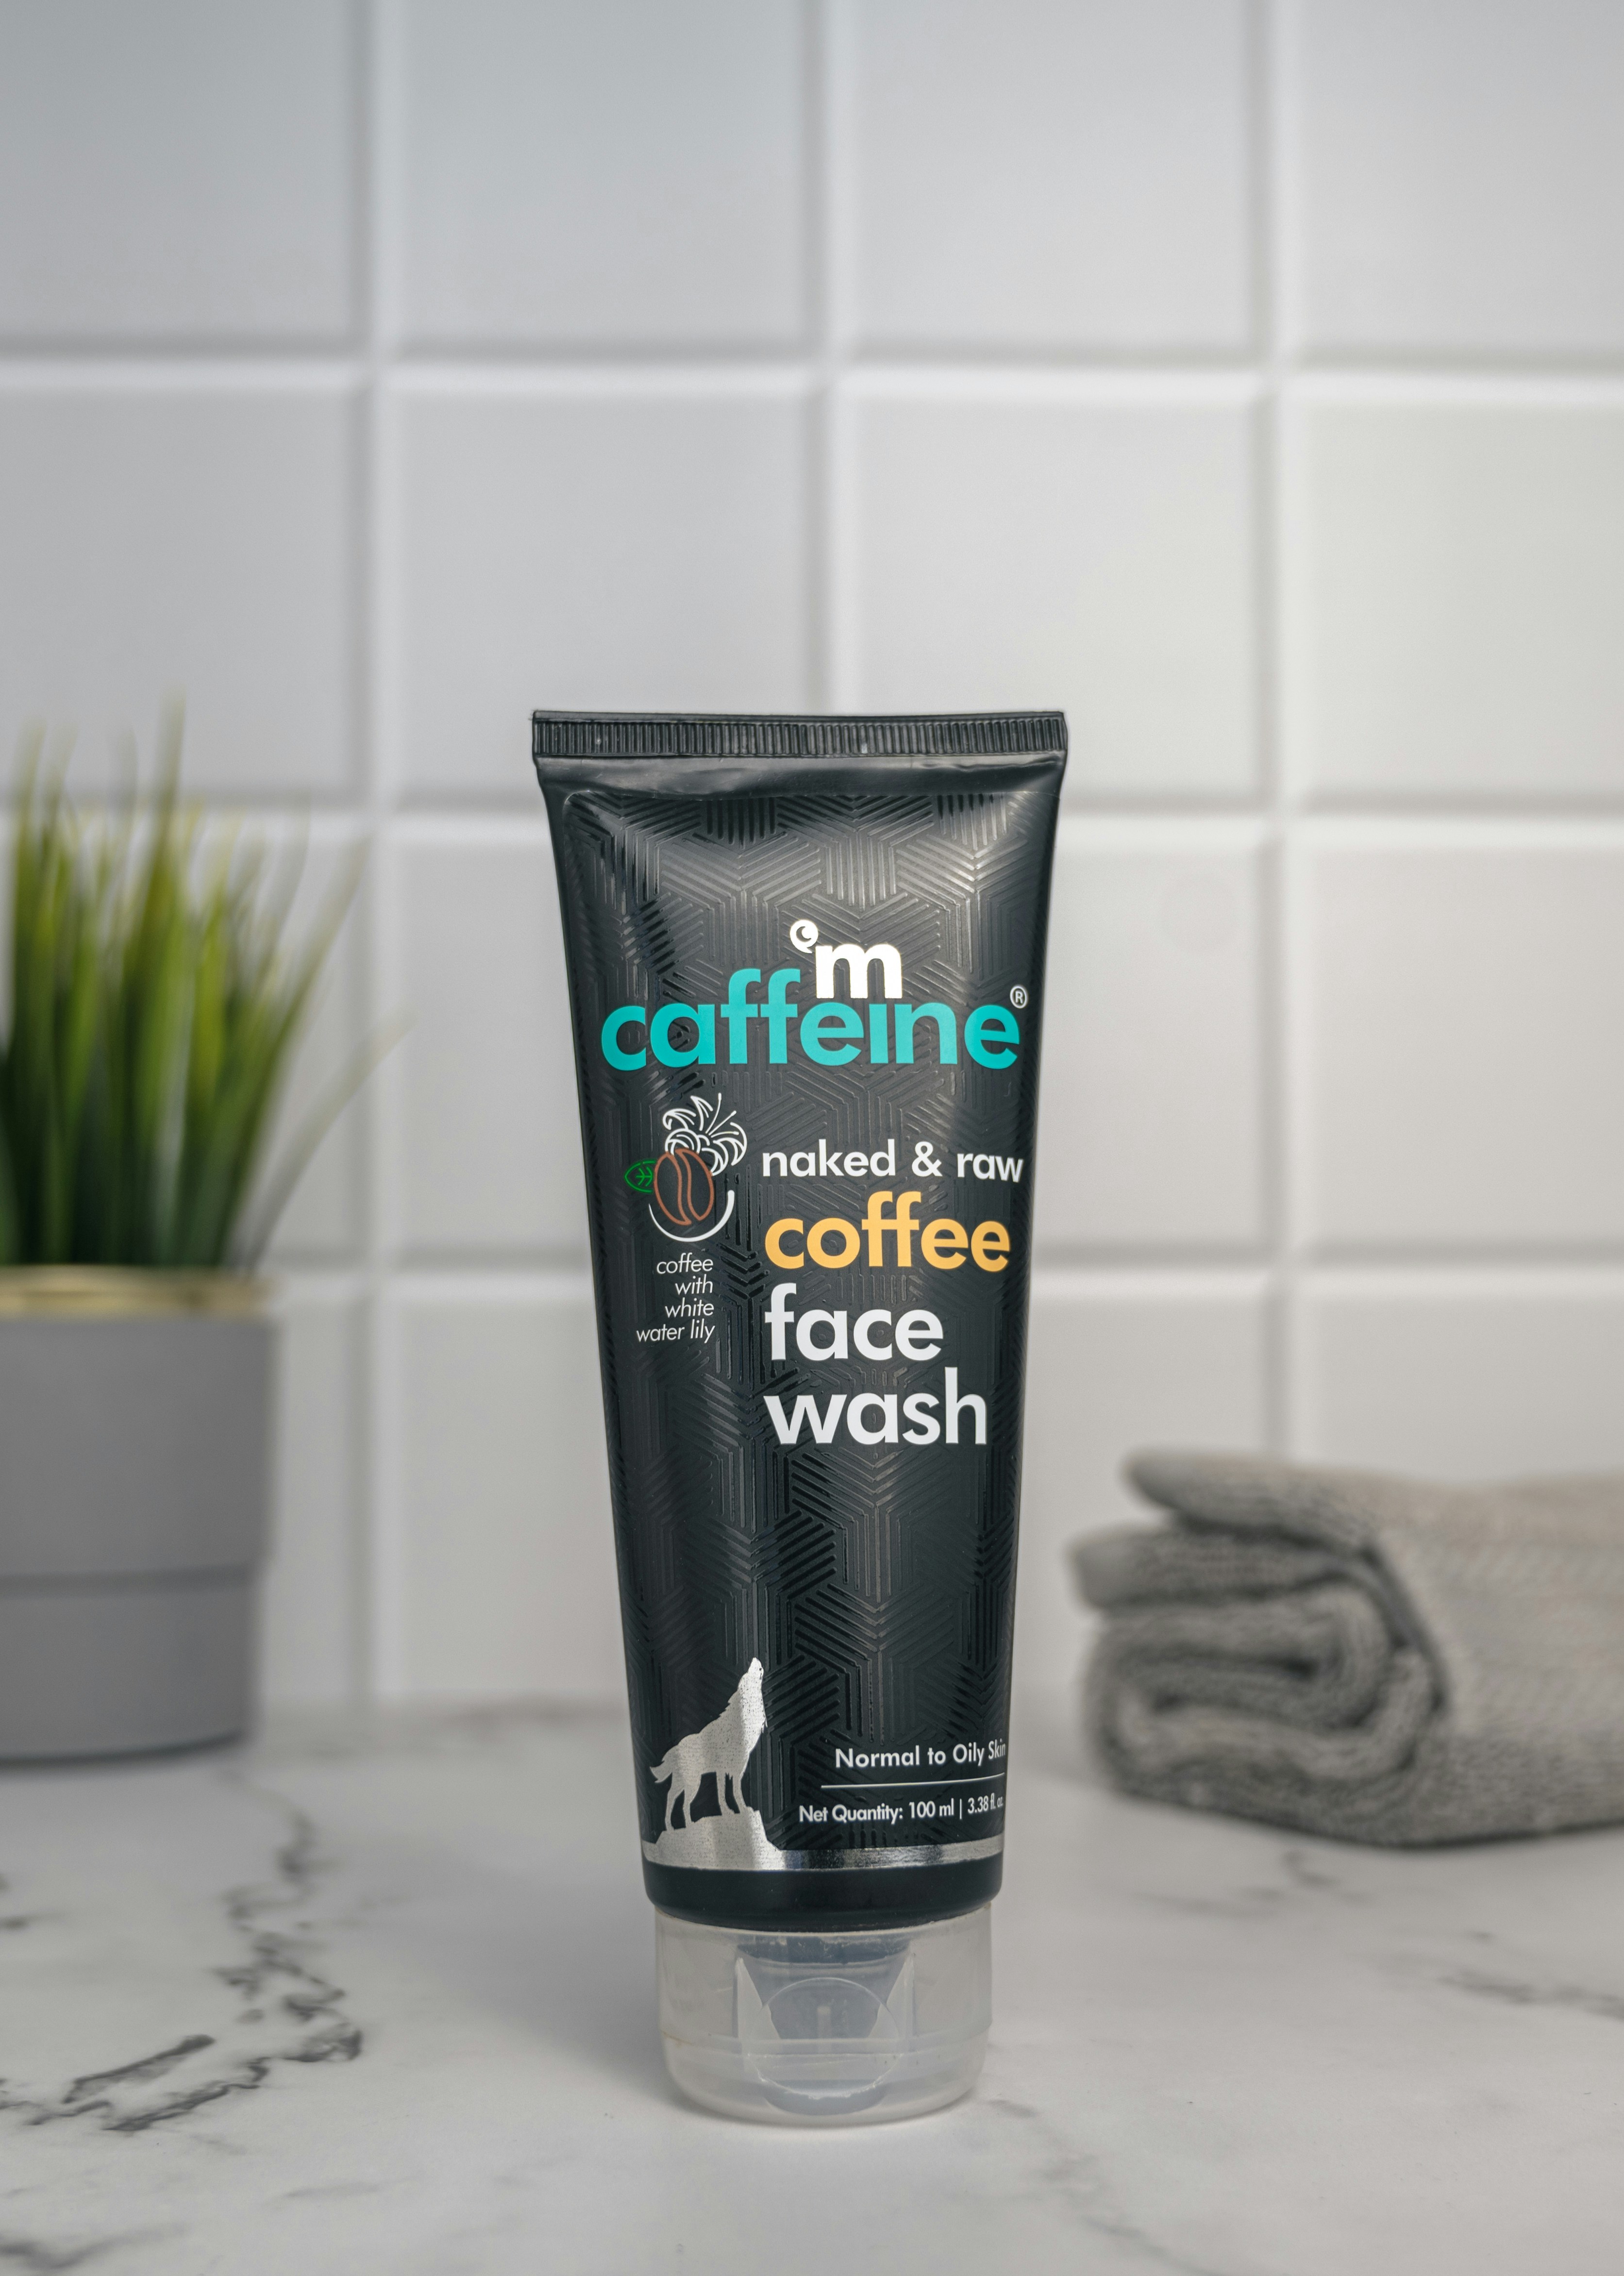 'm
caffeine®
naked & raw
coffee
face
wash
coffee
with
white
water lily
Normal to Oily Skin
Net Quantity: 100 ml | 3.38 fl. oz.